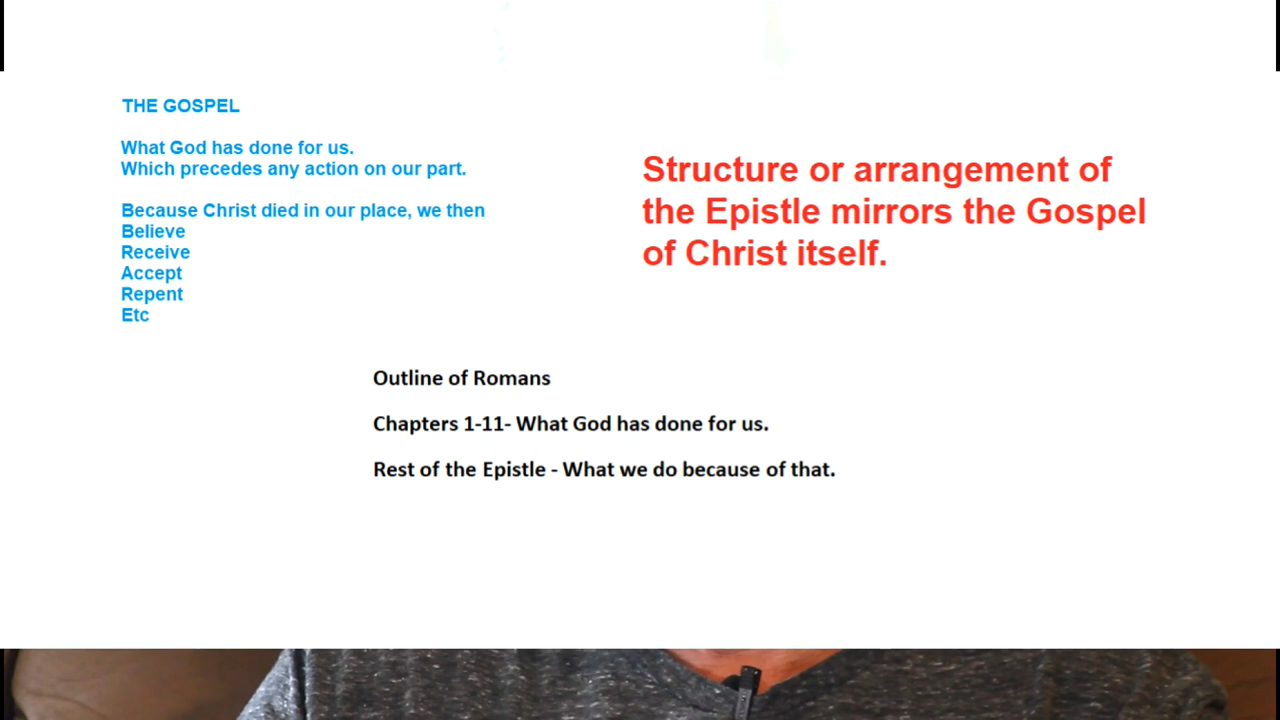 THE GOSPEL
What God has done for us.
Which precedes any action on our part.
Because Christ died in our place, we then
Believe
Receive
Accept
Repent
Etc
Structure or arrangement of
the Epistle mirrors the Gospel
of Christ itself.
Outline of Romans
Chapters 1-11- What God has done for us.
Rest of the Epistle - What we do because of that.